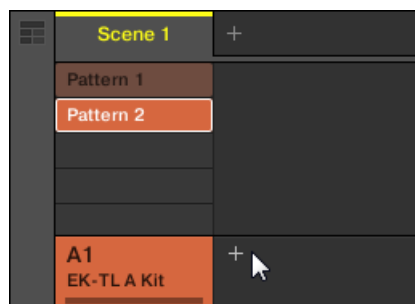 Scene 1
+
Pattern 1
Pattern 2
A1
+
EK-TL A Kit